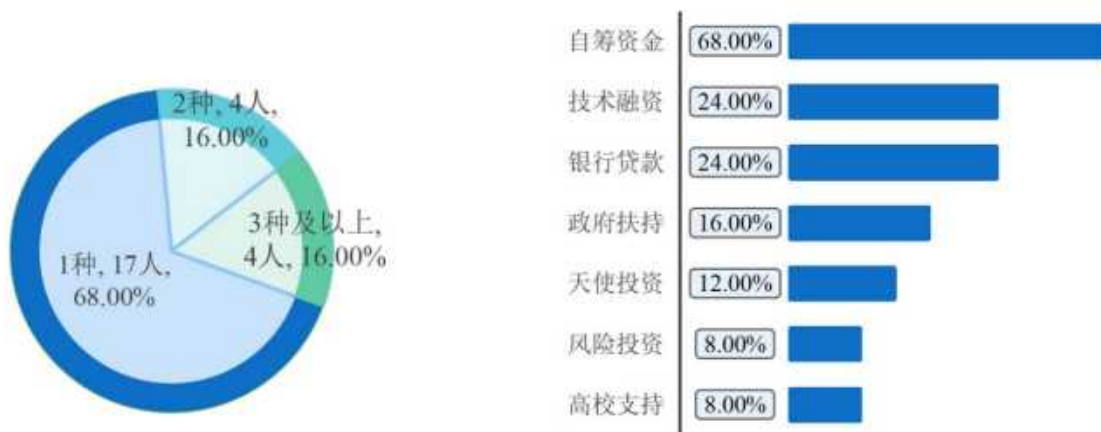 2种, 4人,
16.00%
3种及以上,
4人, 16.00%
1种, 17人,
68.00%
自筹资金 68.00%
技术融资 24.00%
银行贷款 24.00%
政府扶持 16.00%
天使投资 12.00%
风险投资 8.00%
高校支持 8.00%